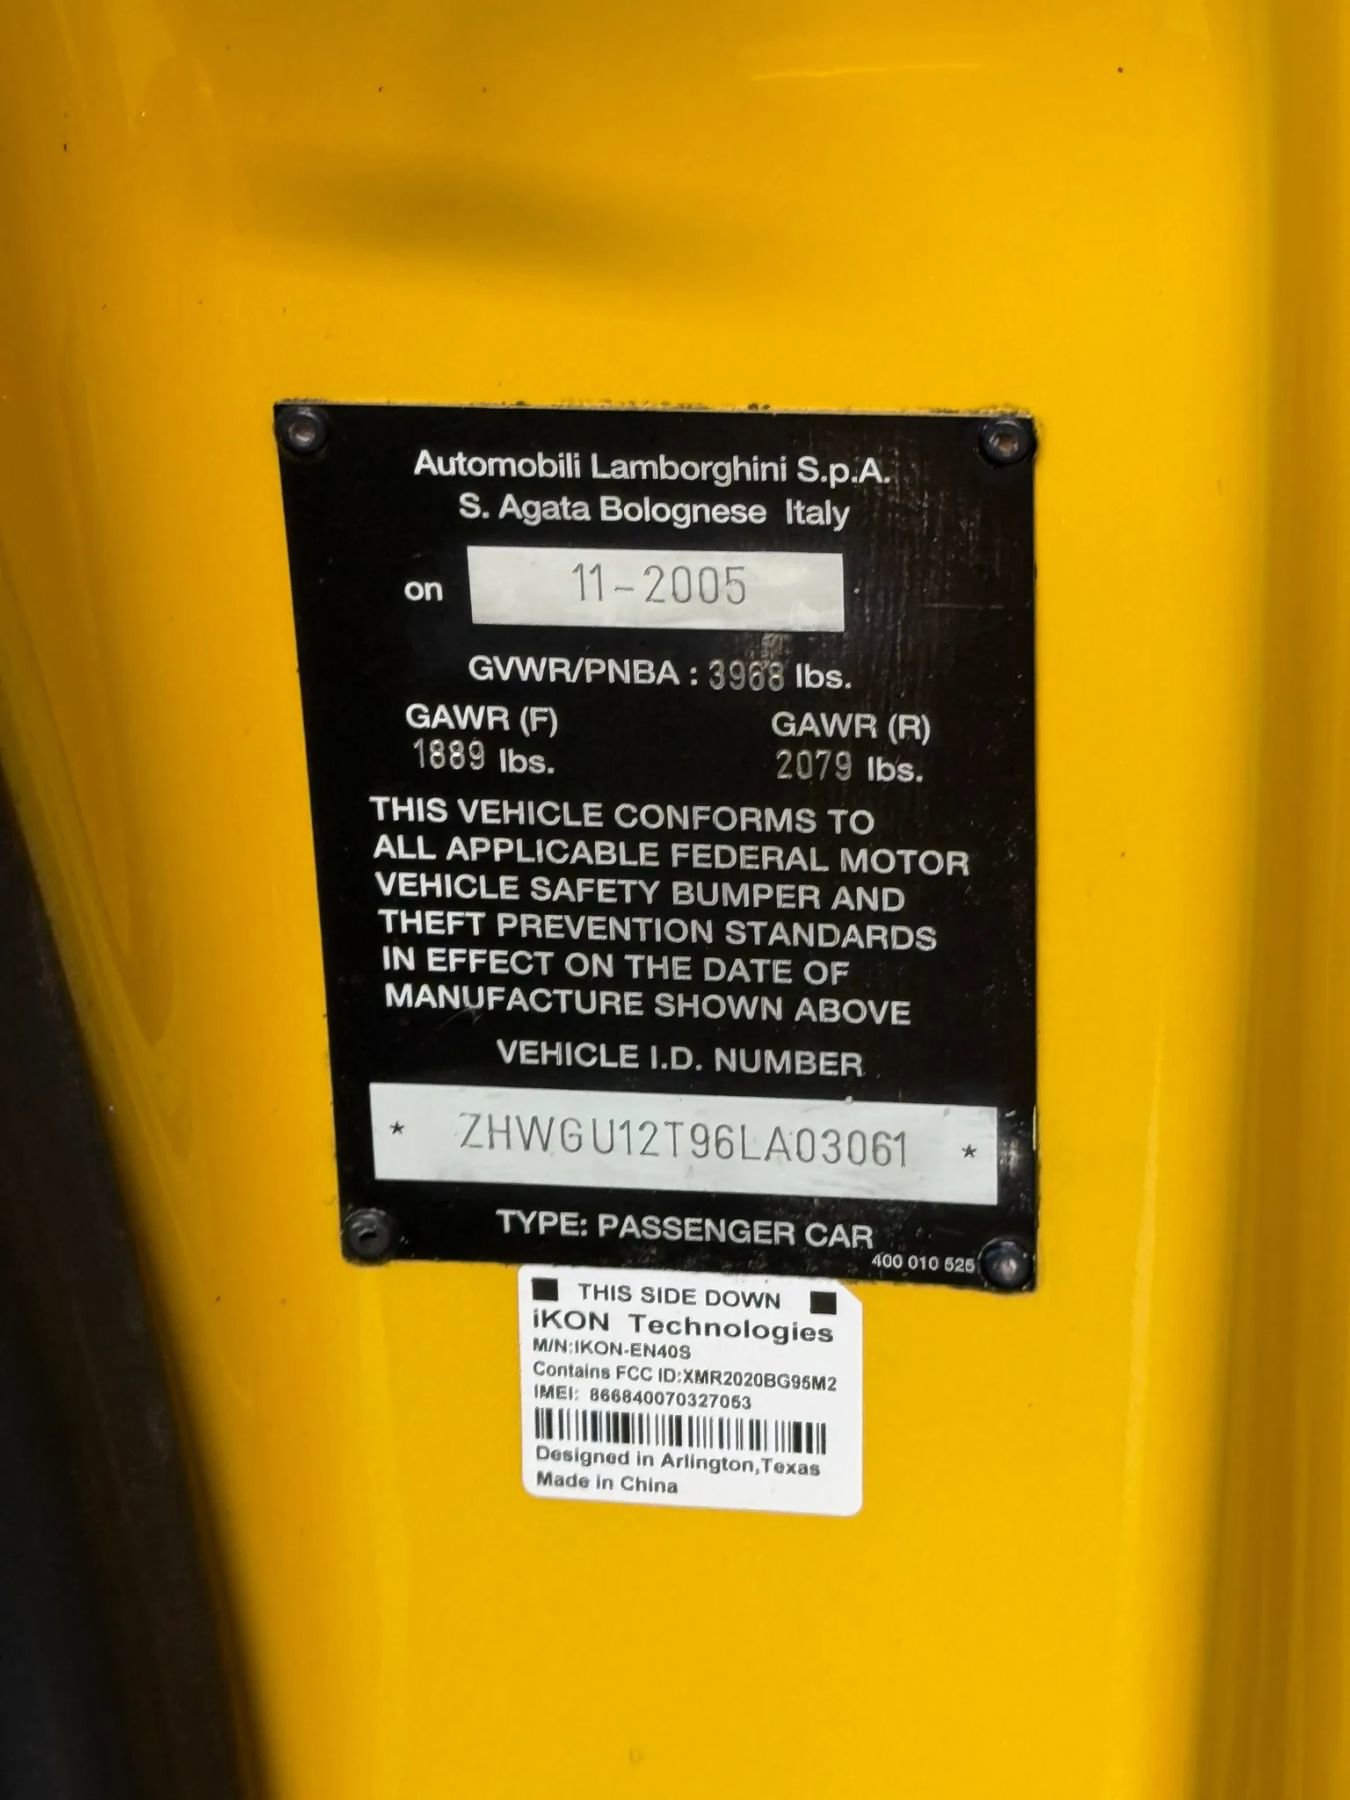 Automobili Lamborghini S.p.A.
S. Agata Bolognese Italy
on 11-2005
GVWR/PNBA : 3968 lbs.
GAWR (F) GAWR (R)
1889 lbs. 2079 lbs.
THIS VEHICLE CONFORMS TO
ALL APPLICABLE FEDERAL MOTOR
VEHICLE SAFETY BUMPER AND
THEFT PREVENTION STANDARDS
IN EFFECT ON THE DATE OF
MANUFACTURE SHOWN ABOVE
VEHICLE I.D. NUMBER
* ZHWGU12T96LA03061 *
TYPE: PASSENGER CAR
400 010 525
THIS SIDE DOWN
iKON Technologies
M/N:IKON-EN40S
Contains FCC ID:XMR2020BG95M2
IMEI: 866840070327053
Designed in Arlington,Texas
Made in China